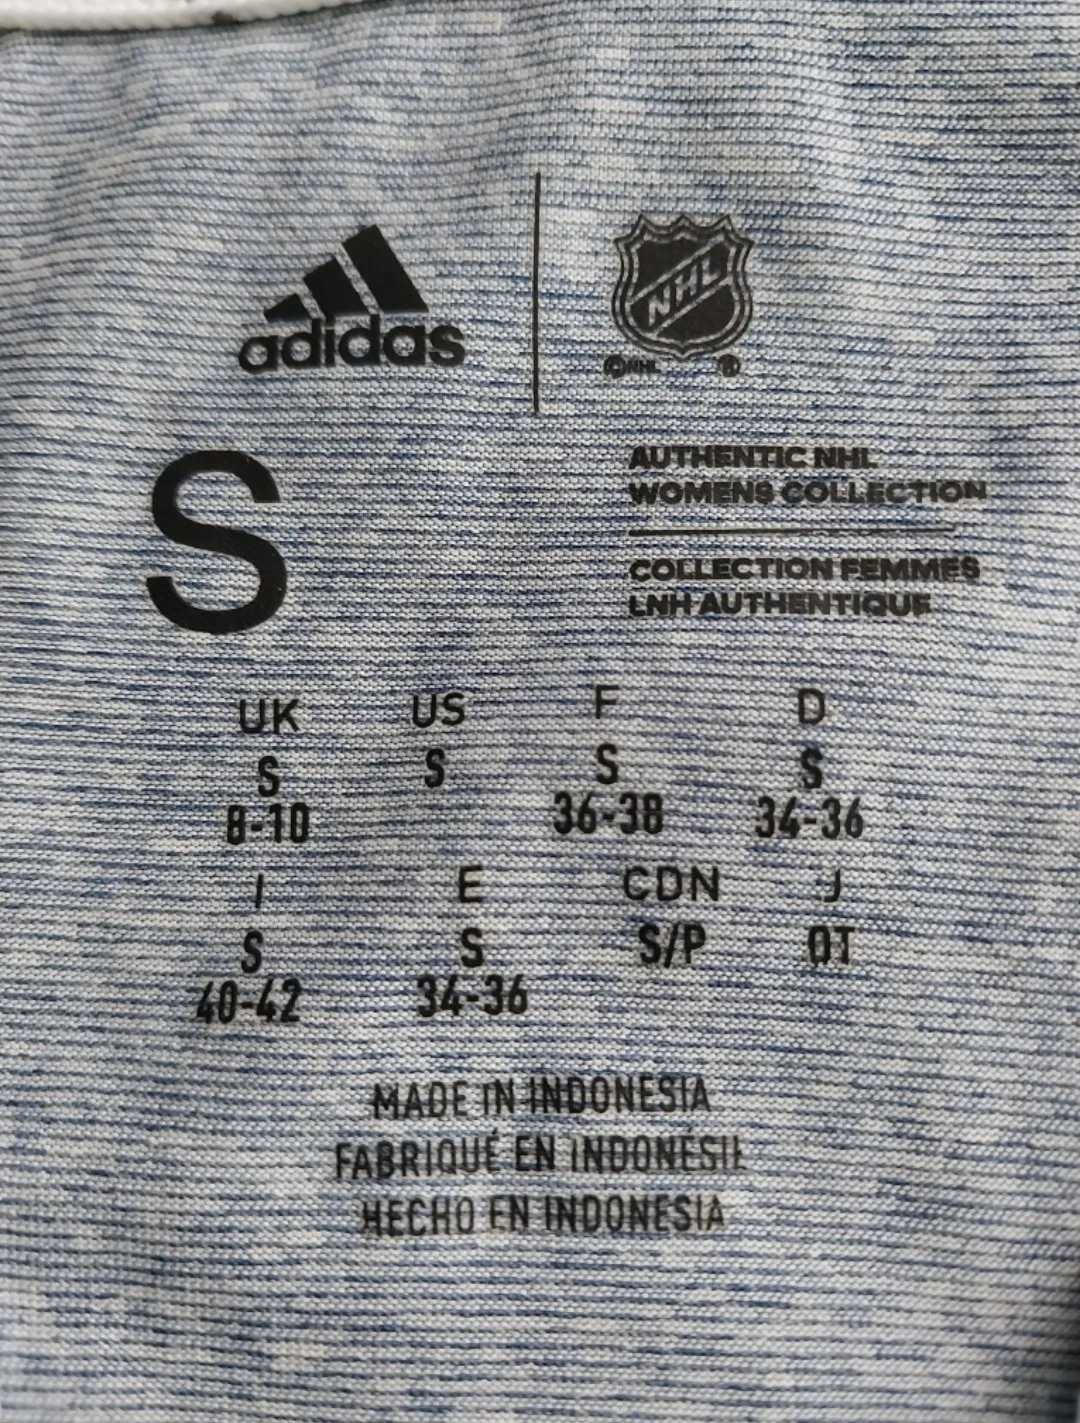 adidas
NHL
©NHL ®
S
AUTHENTIC NHL
WOMENS COLLECTION
COLLECTION FEMMES
LNH AUTHENTIQUE
UK US F D
S S S S
8-10 36-38 34-36
I E CDN J
S S S/P OT
40-42 34-36
MADE IN INDONESIA
FABRIQUÉ EN INDONÉSIE
HECHO EN INDONESIA